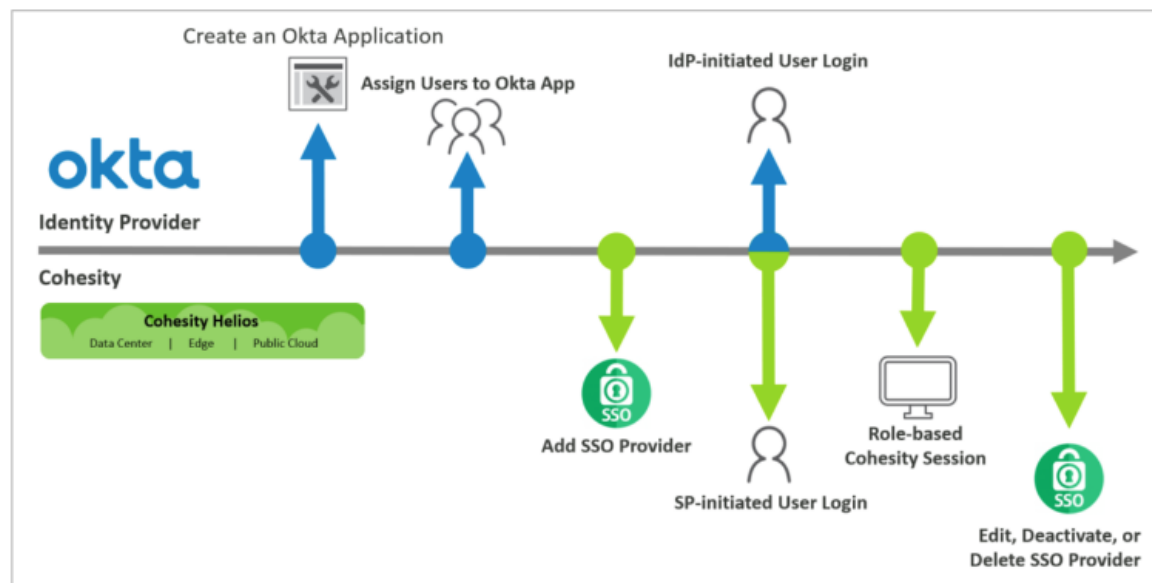 Create an Okta Application
Assign Users to Okta App
IdP-initiated User Login
okta
Identity Provider
Cohesity
Cohesity Helios
Data Center | Edge | Public Cloud
SSO
Add SSO Provider
SP-initiated User Login
Role-based
Cohesity Session
SSO
Edit, Deactivate, or
Delete SSO Provider